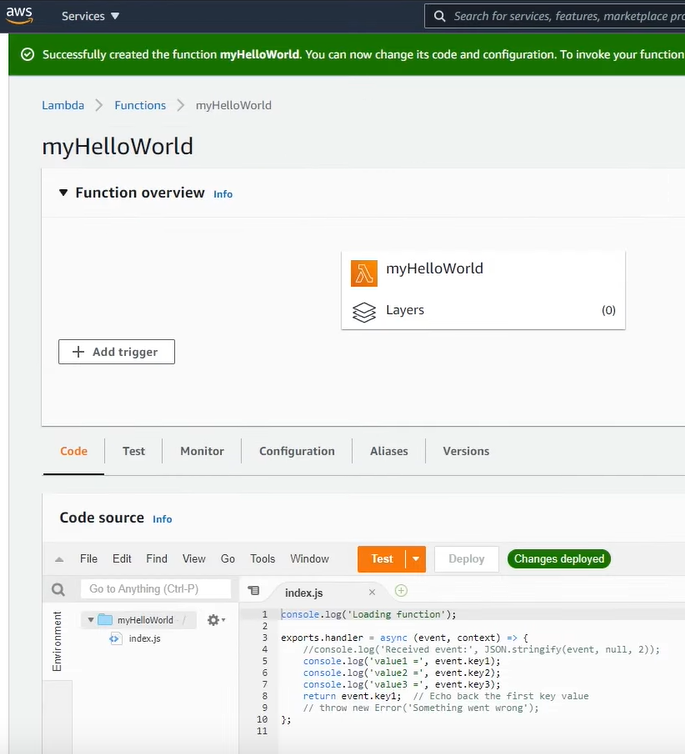 aws
Services
Search for services, features, marketplace pro
Successfully created the function myHelloWorld. You can now change its code and configuration. To invoke your function
Lambda > Functions > myHelloWorld
myHelloWorld
Function overview Info
myHelloWorld
Layers (0)
+ Add trigger
Code Test Monitor Configuration Aliases Versions
Code source Info
File Edit Find View Go Tools Window Test Deploy Changes deployed
Go to Anything (Ctrl-P) index.js
Environment
myHelloWorld /
index.js
1 console.log('Loading function');
2
3 exports.handler = async (event, context) => {
4 //console.log('Received event:', JSON.stringify(event, null, 2));
5 console.log('value1 =', event.key1);
6 console.log('value2 =', event.key2);
7 console.log('value3 =', event.key3);
8 return event.key1; // Echo back the first key value
9 // throw new Error('Something went wrong');
10 };
11